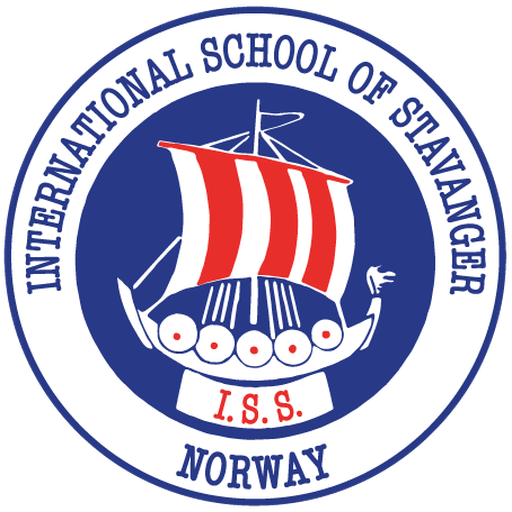 INTERNATIONAL SCHOOL OF STAVANGER
I. S. S.
NORWAY